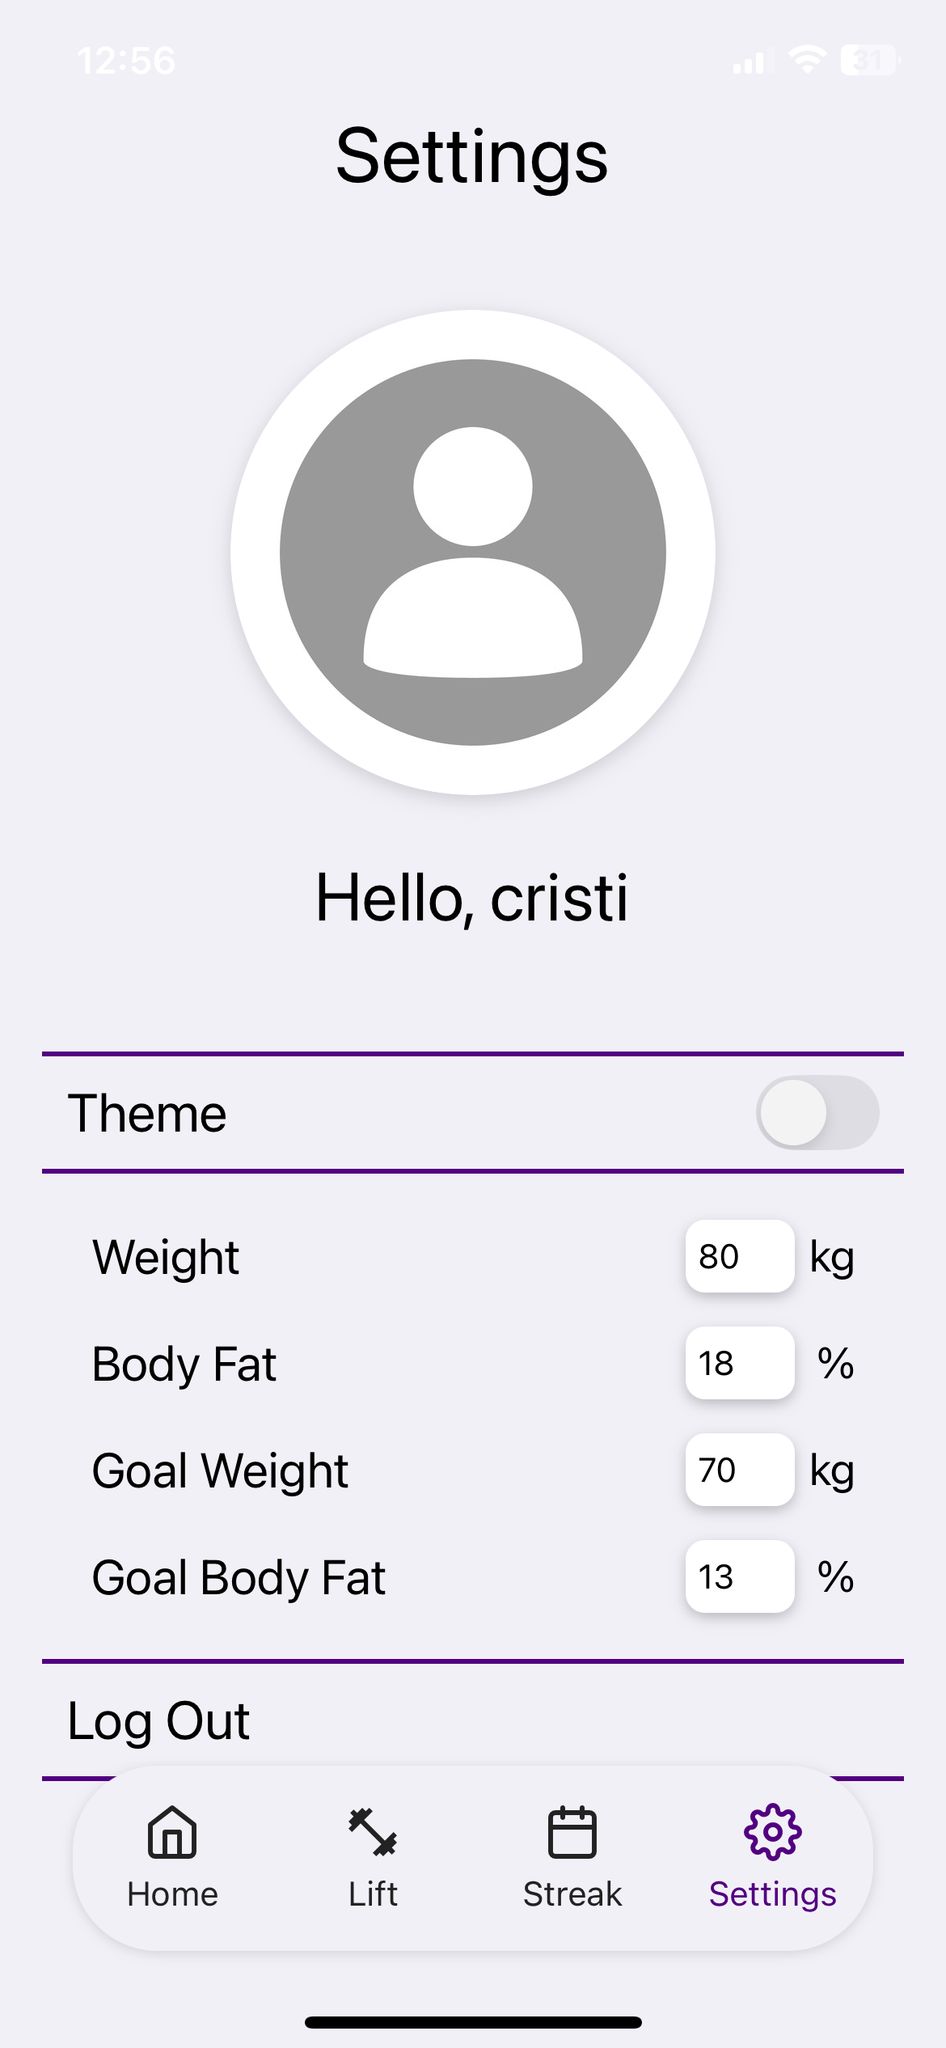 12:56
31
Settings
Hello, cristi
Theme
Weight 80 kg
Body Fat 18 %
Goal Weight 70 kg
Goal Body Fat 13 %
Log Out
Home Lift Streak Settings